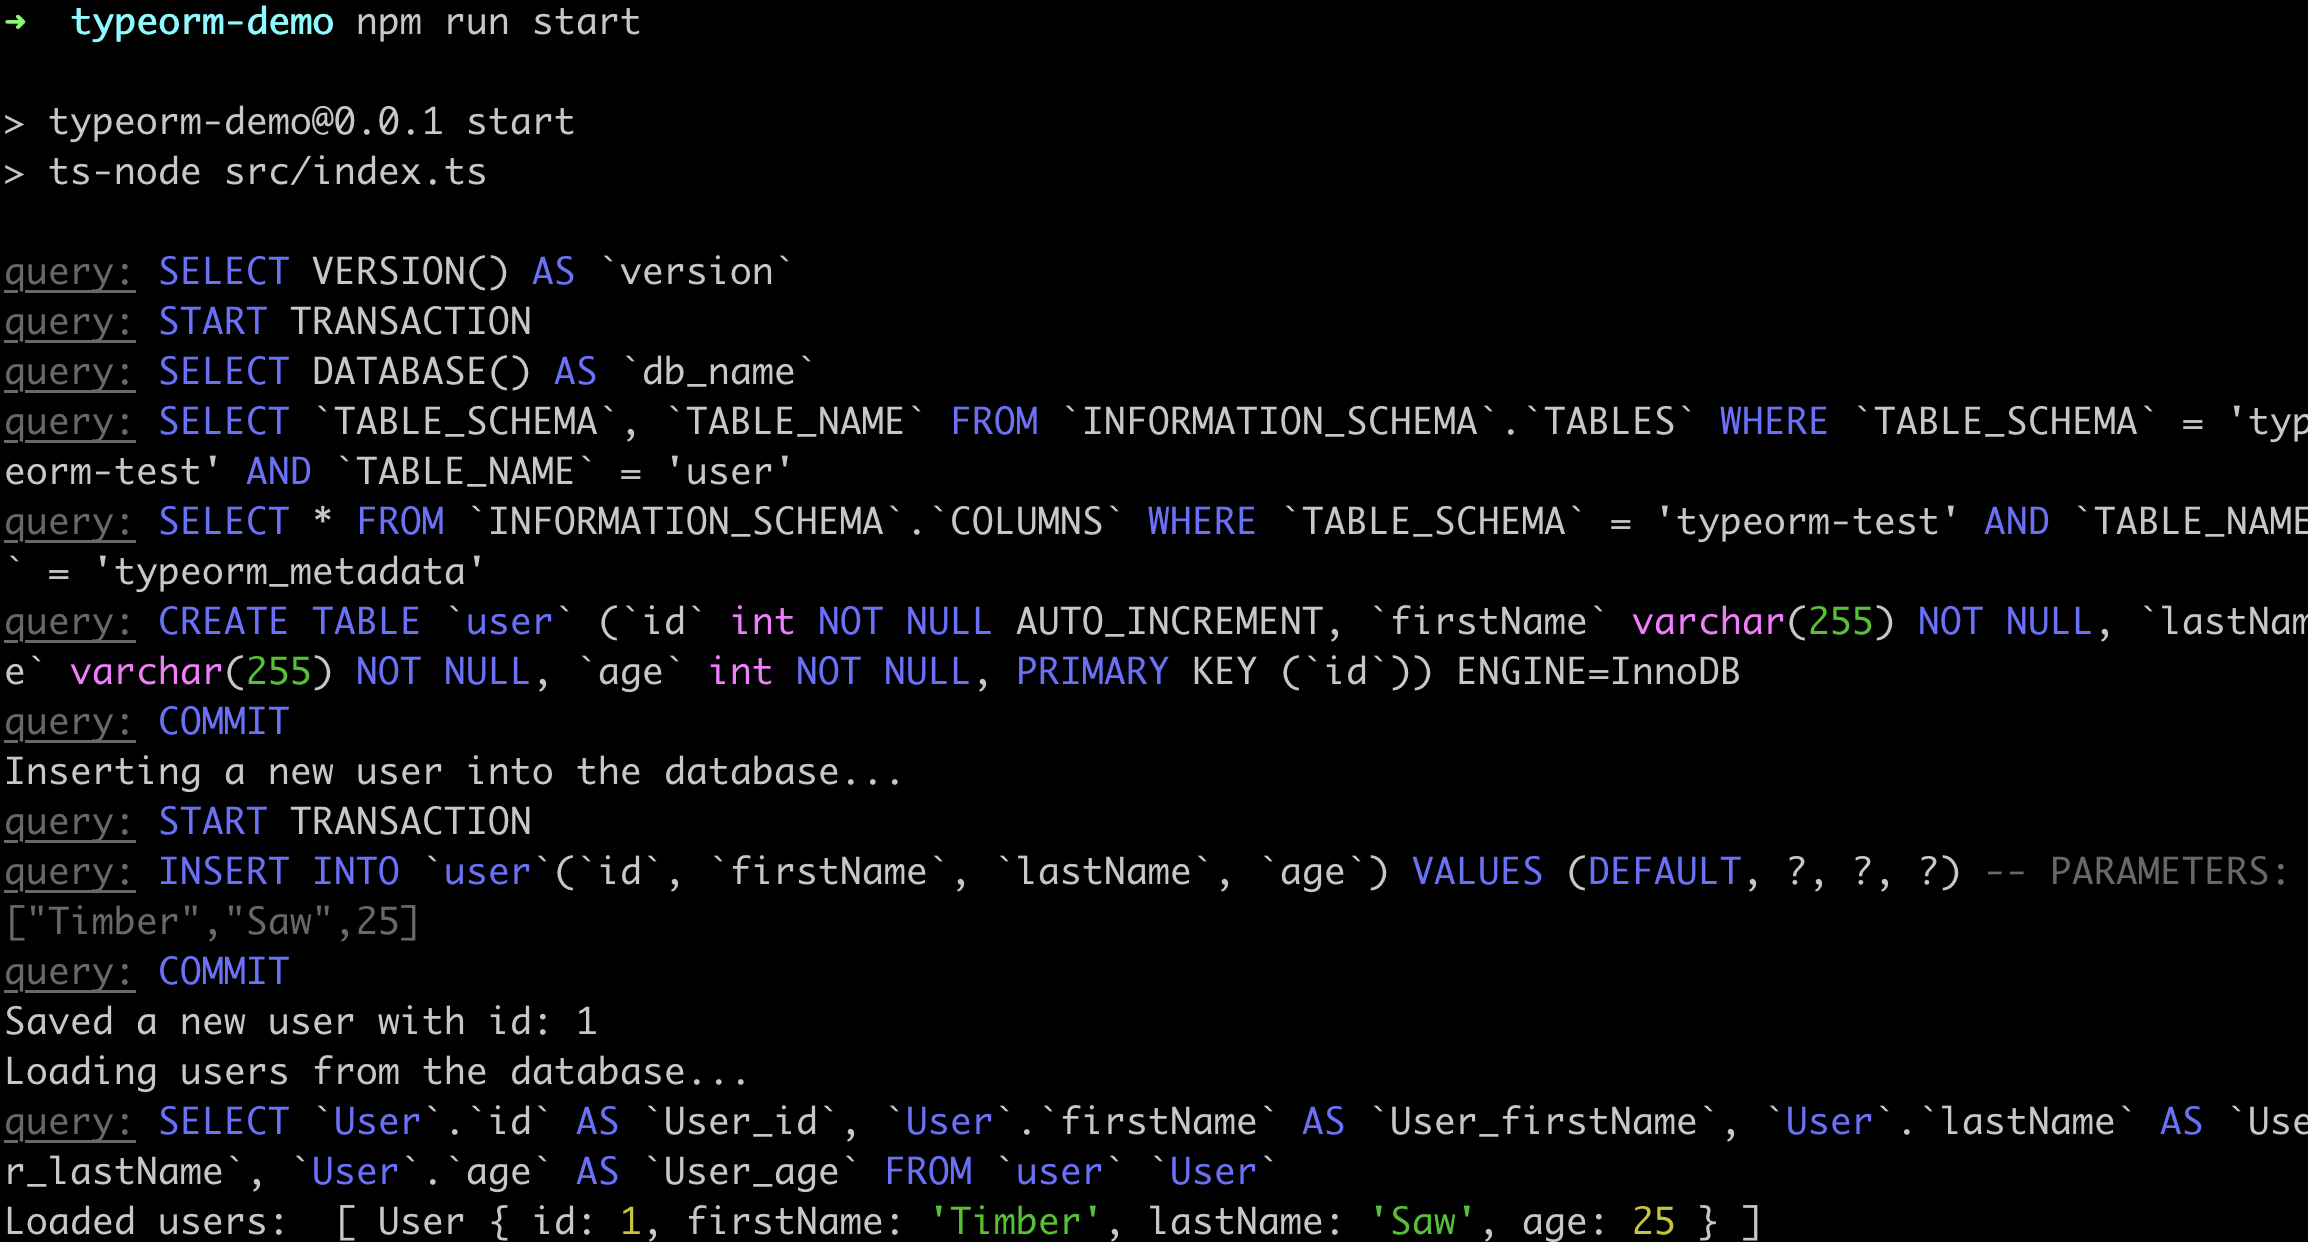 ➜  typeorm-demo npm run start

> typeorm-demo@0.0.1 start
> ts-node src/index.ts

query: SELECT VERSION() AS `version`
query: START TRANSACTION
query: SELECT DATABASE() AS `db_name`
query: SELECT `TABLE_SCHEMA`, `TABLE_NAME` FROM `INFORMATION_SCHEMA`.`TABLES` WHERE `TABLE_SCHEMA` = 'typ
eorm-test' AND `TABLE_NAME` = 'user'
query: SELECT * FROM `INFORMATION_SCHEMA`.`COLUMNS` WHERE `TABLE_SCHEMA` = 'typeorm-test' AND `TABLE_NAME
` = 'typeorm_metadata'
query: CREATE TABLE `user` (`id` int NOT NULL AUTO_INCREMENT, `firstName` varchar(255) NOT NULL, `lastNam
e` varchar(255) NOT NULL, `age` int NOT NULL, PRIMARY KEY (`id`)) ENGINE=InnoDB
query: COMMIT
Inserting a new user into the database...
query: START TRANSACTION
query: INSERT INTO `user`(`id`, `firstName`, `lastName`, `age`) VALUES (DEFAULT, ?, ?, ?) -- PARAMETERS:
["Timber","Saw",25]
query: COMMIT
Saved a new user with id: 1
Loading users from the database...
query: SELECT `User`.`id` AS `User_id`, `User`.`firstName` AS `User_firstName`, `User`.`lastName` AS `Use
r_lastName`, `User`.`age` AS `User_age` FROM `user` `User`
Loaded users:  [ User { id: 1, firstName: 'Timber', lastName: 'Saw', age: 25 } ]